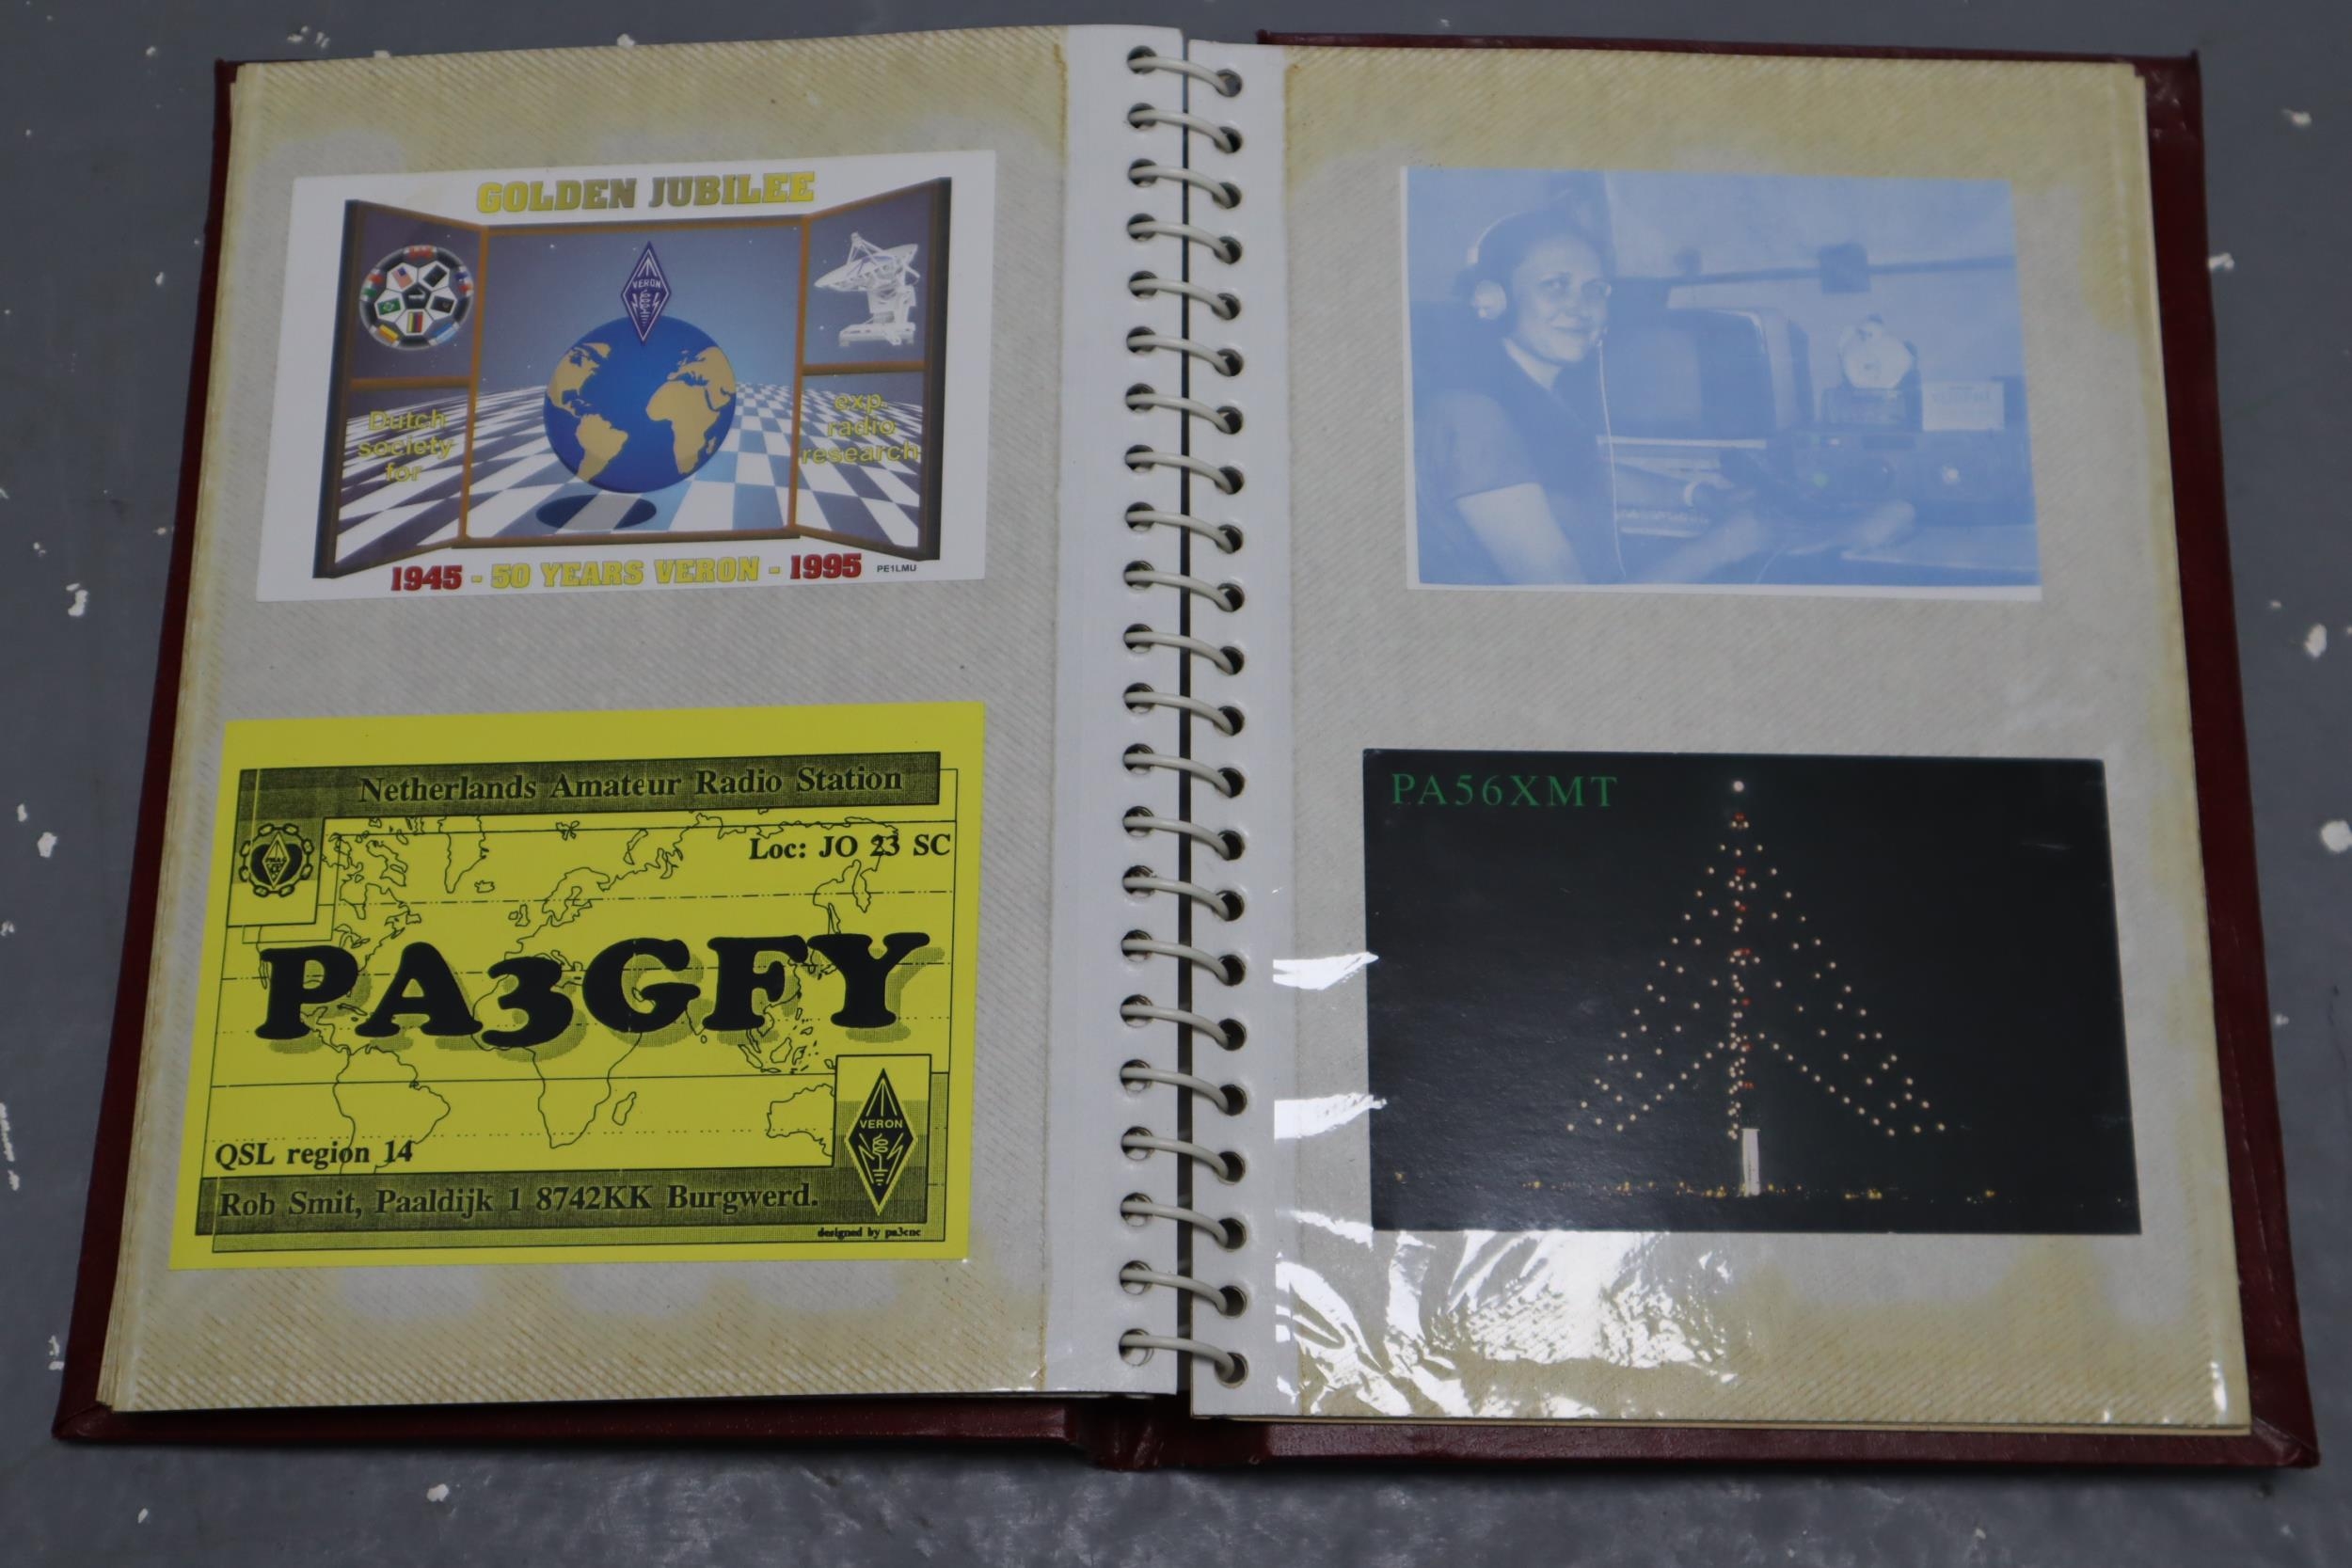 GOLDEN JUBILEE
VERON
Dutch
society
for
exp.
radio
research
1945 - 50 YEARS VERON - 1995
PE1LMU
Netherlands Amateur Radio Station
Loc: JO 23 SC
PA3GFY
VERON
QSL region 14
Rob Smit, Paaldijk 1 8742KK Burgwerd.
designed by pa3cnc
PA56XMT